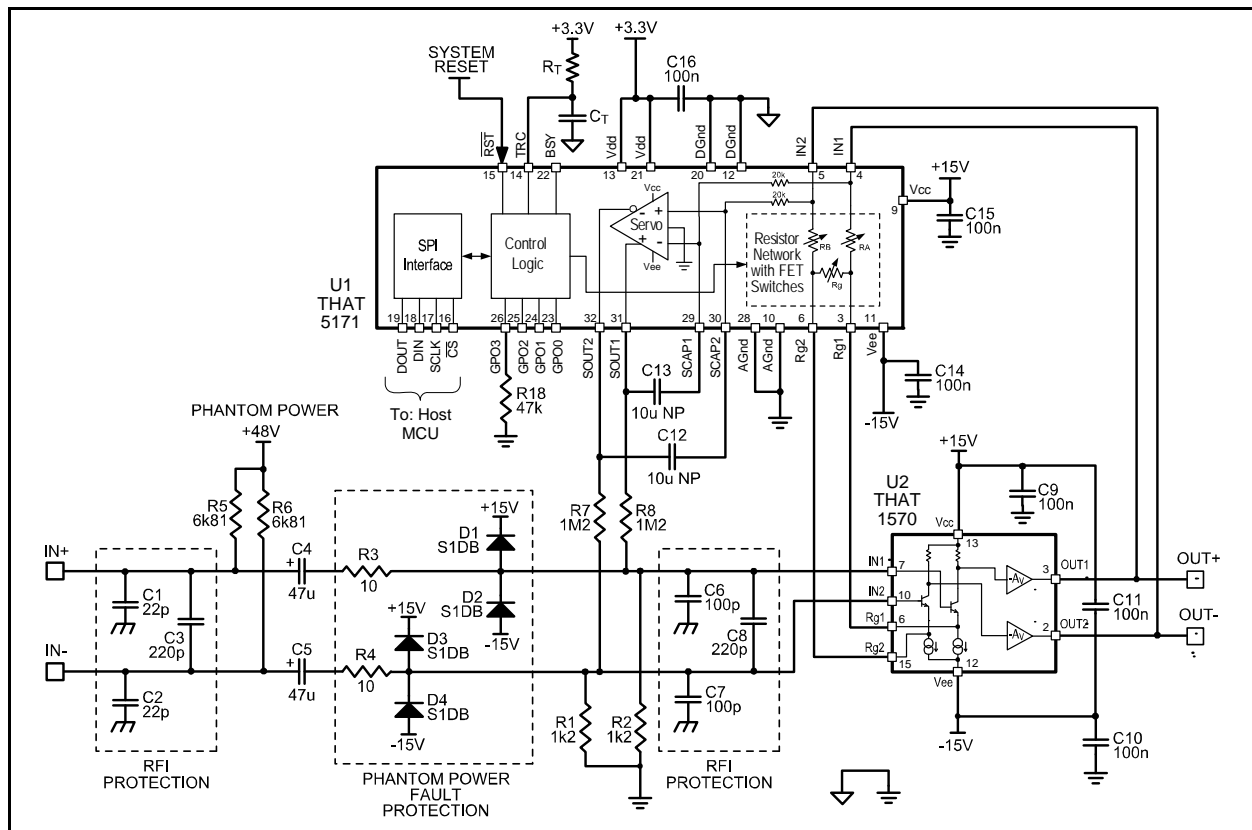 +3.3V
+3.3V
SYSTEM
RESET
RT
CT
C16
100n
RST
TRC
BSY
Vdd
Vdd
DGnd
DGnd
IN2
IN1
15
14
22
13
21
20
12
5
4
+15V
Vcc
9
C15
100n
20k
20k
Vcc
Servo
Vee
- +
+ -
SPI
Interface
Control
Logic
Resistor
Network
with FET
Switches
RB
RA
Rg
U1
THAT
5171
19
18
17
16
26
25
24
23
32
31
29
30
28
10
6
3
11
DOUT
DIN
SCLK
CS
GPO3
GPO2
GPO1
GPO0
SOUT2
SOUT1
SCAP1
SCAP2
AGnd
AGnd
Rg2
Rg1
Vee
C14
100n
-15V
To: Host
MCU
R18
47k
C13
10u NP
C12
10u NP
PHANTOM POWER
+48V
R5
6k81
R6
6k81
R7
1M2
R8
1M2
+15V
C9
100n
U2
THAT
1570
Vcc
13
IN1
7
IN2
10
Rg1
6
Rg2
15
-AV
-AV
3
OUT1
2
OUT2
12
Vee
-15V
C11
100n
C10
100n
OUT+
OUT-
IN+
IN-
C1
22p
C2
22p
C3
220p
+
C4
47u
+
C5
47u
R3
10
R4
10
+15V
D1
S1DB
D2
S1DB
-15V
+15V
D3
S1DB
D4
S1DB
-15V
R1
1k2
R2
1k2
C6
100p
C7
100p
C8
220p
RFI
PROTECTION
PHANTOM POWER
FAULT
PROTECTION
RFI
PROTECTION